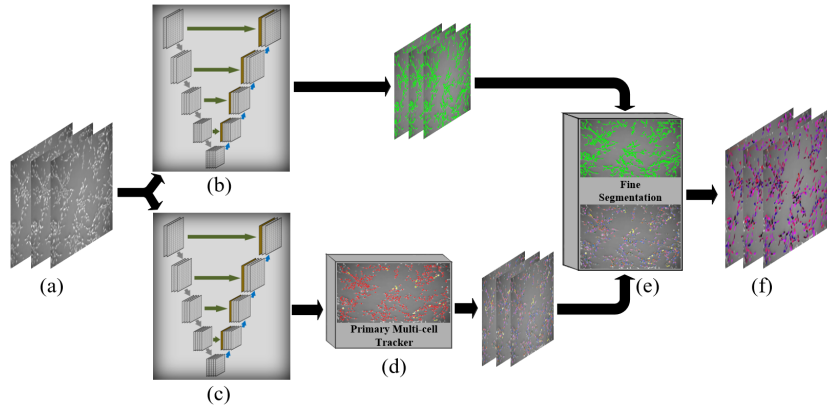 (b)
Fine
Segmentation
(a)
(e)
(f)
Primary Multi-cell
Tracker
(d)
(c)